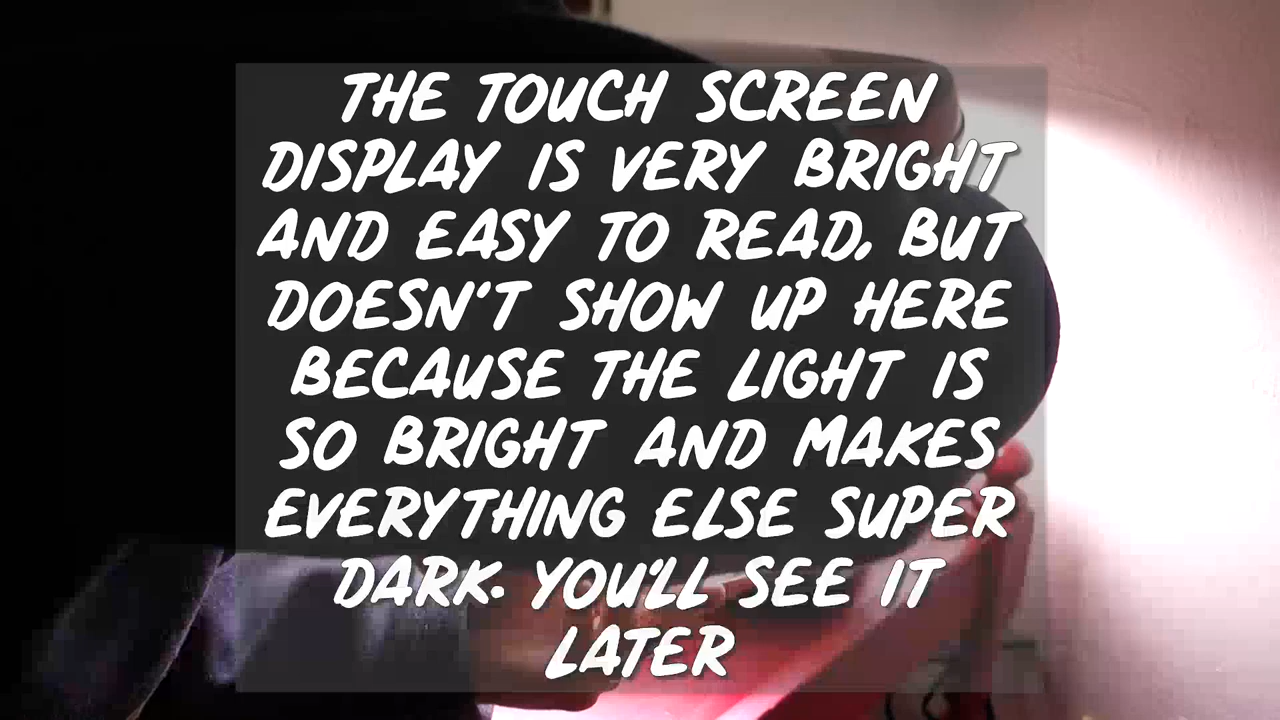 THE TOUCH SCREEN
DISPLAY IS VERY BRIGHT
AND EASY TO READ. BUT
DOESN'T SHOW UP HERE
BECAUSE THE LIGHT IS
SO BRIGHT AND MAKES
EVERYTHING ELSE SUPER
DARK. YOU'LL SEE IT
LATER